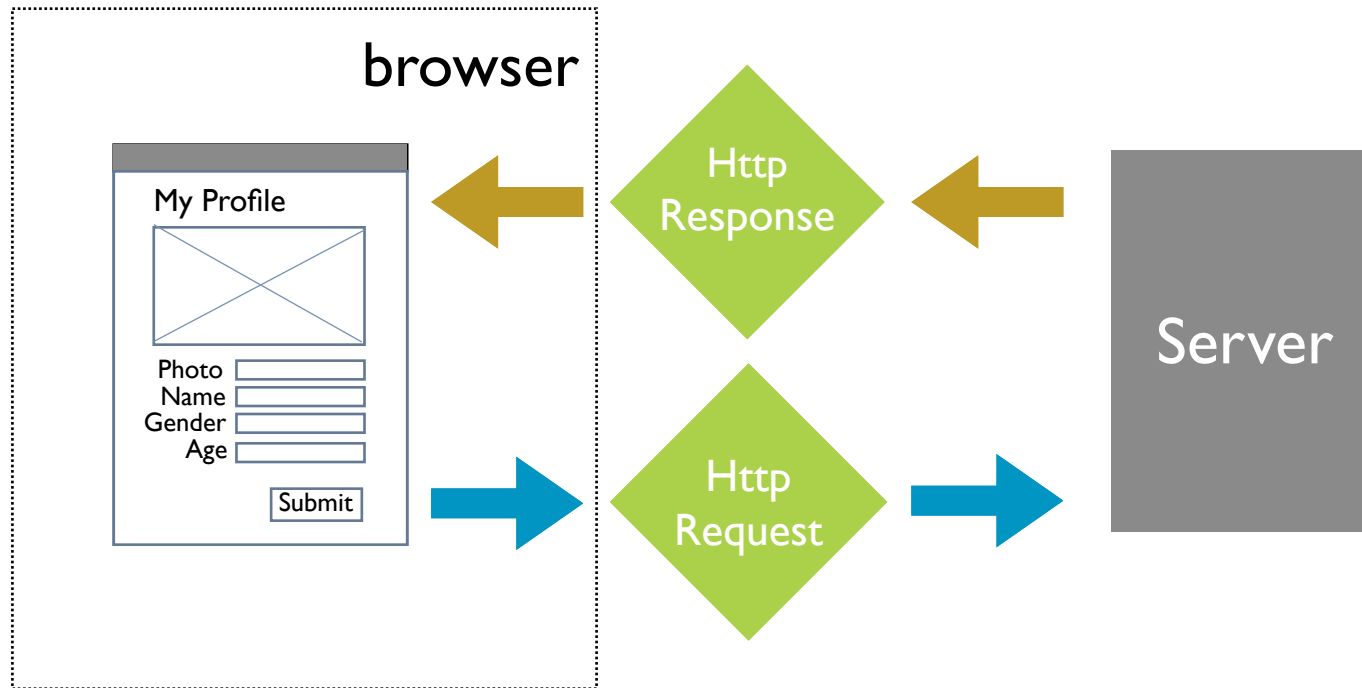 browser
My Profile
Photo
Name
Gender
Age
Submit
Http
Response
Http
Request
Server